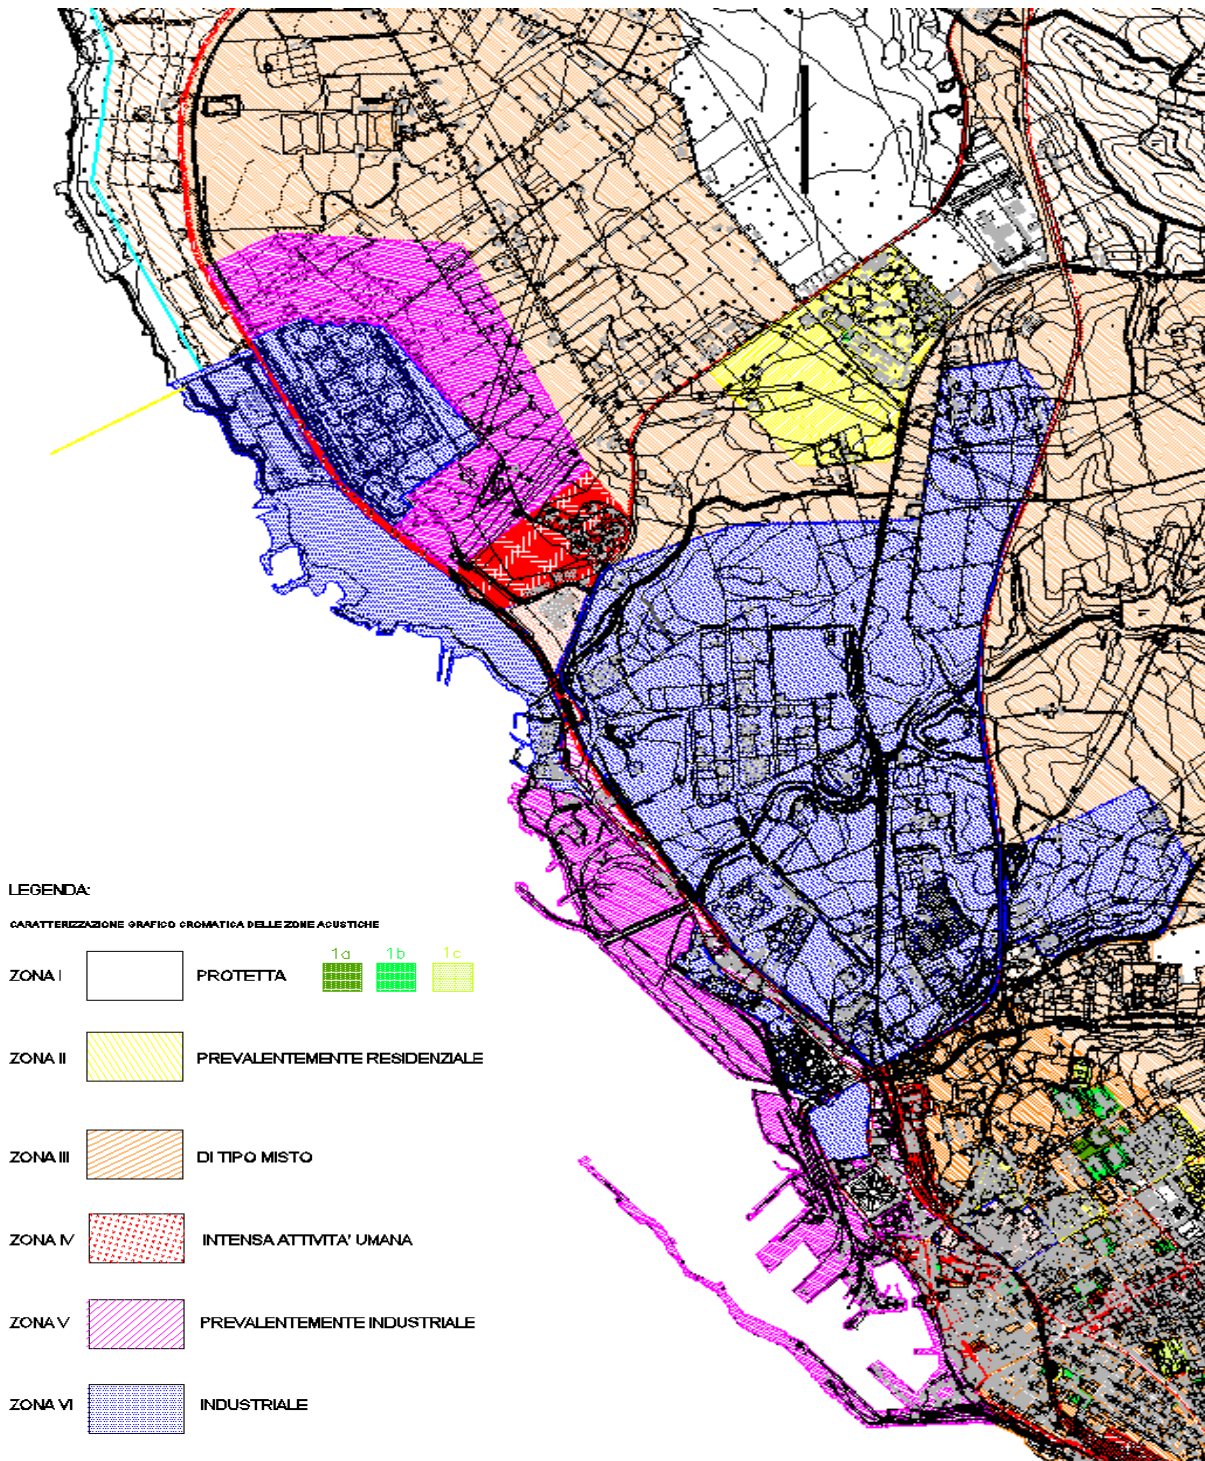 LEGENDA:
CARATTERIZZAZIONE GRAFICO CROMATICA DELLE ZONE ACUSTICHE
ZONA I PROTETTA 1a 1b 1c
ZONA II PREVALENTEMENTE RESIDENZIALE
ZONA III DI TIPO MISTO
ZONA IV INTENSA ATTIVITA' UMANA
ZONA V PREVALENTEMENTE INDUSTRIALE
ZONA VI INDUSTRIALE